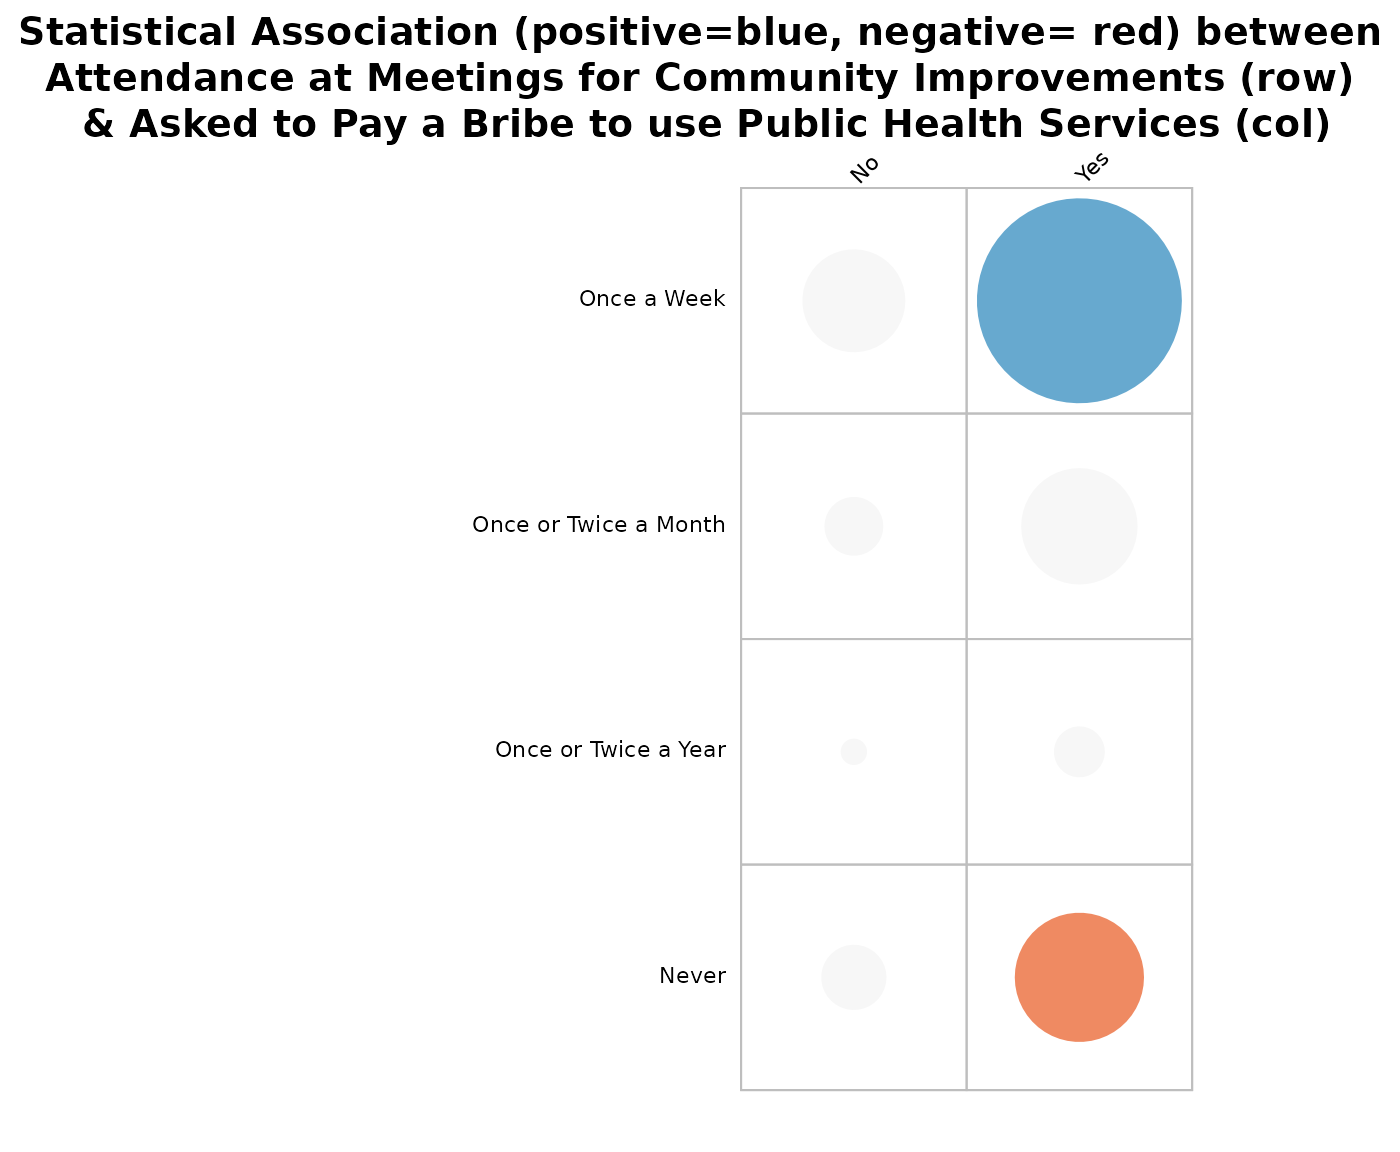 Statistical Association (positive=blue, negative= red) between
Attendance at Meetings for Community Improvements (row)
& Asked to Pay a Bribe to use Public Health Services (col)
No
Yes
Once a Week
Once or Twice a Month
Once or Twice a Year
Never